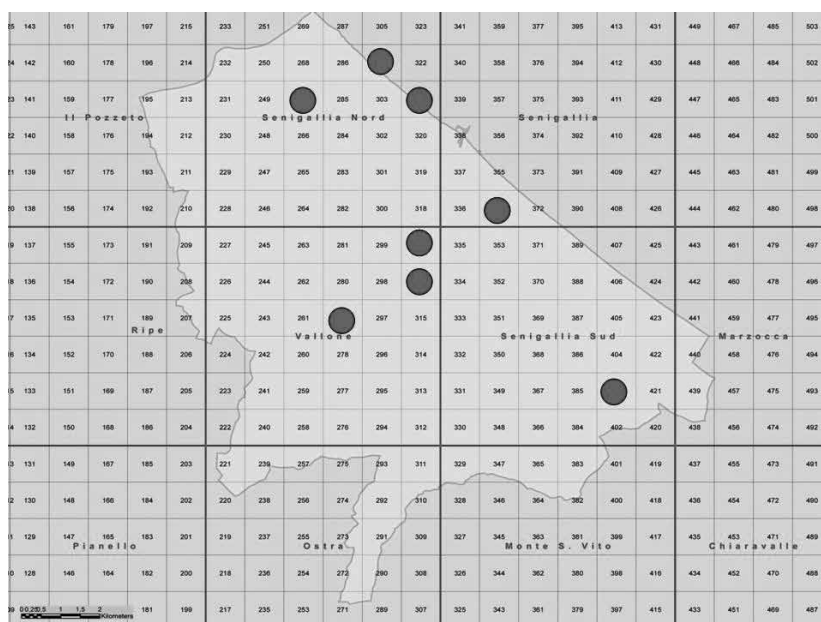 143 161 179 197 215 233 251 269 287 305 323 341 359 377 395 413 431 449 467 485 503
142 160 178 196 214 232 250 268 286 322 340 358 376 394 412 430 448 466 484 502
141 159 177 195 213 231 249 285 303 339 357 375 393 411 429 447 465 483 501
Il Pozzeto Senigallia Nord Senigallia
140 158 176 194 212 230 248 266 284 302 320 338 356 374 392 410 428 446 464 482 500
139 157 175 193 211 229 247 265 283 301 319 337 355 373 391 409 427 445 463 481 499
138 156 174 192 210 228 246 264 282 300 318 336 372 390 408 426 444 462 480 498
137 155 173 191 209 227 245 263 281 299 335 353 371 389 407 425 443 461 479 497
136 154 172 190 208 226 244 262 280 298 334 352 370 388 406 424 442 460 478 496
135 153 171 189 207 225 243 261 297 315 333 351 369 387 405 423 441 459 477 495
Ripe Vallone Senigallia Sud Marzocca
134 152 170 188 206 224 242 260 278 296 314 332 350 368 386 404 422 440 458 476 494
133 151 169 187 205 223 241 259 277 295 313 331 349 367 385 421 439 457 475 493
132 150 168 186 204 222 240 258 276 294 312 330 348 366 384 402 420 438 456 474 492
131 149 167 185 203 221 239 257 275 293 311 329 347 365 383 401 419 437 455 473 491
130 148 166 184 202 220 238 256 274 292 310 328 346 364 382 400 418 436 454 472 490
129 147 165 183 201 219 237 255 273 291 309 327 345 363 381 399 417 435 453 471 489
Pianello Ostra Monte S. Vito Chiaravalle
128 146 164 182 200 218 236 254 272 290 308 326 344 362 380 398 416 434 452 470 488
0 0,25 0,5 1 1,5 2
Kilometers
181 199 217 235 253 271 289 307 325 343 361 379 397 415 433 451 469 487